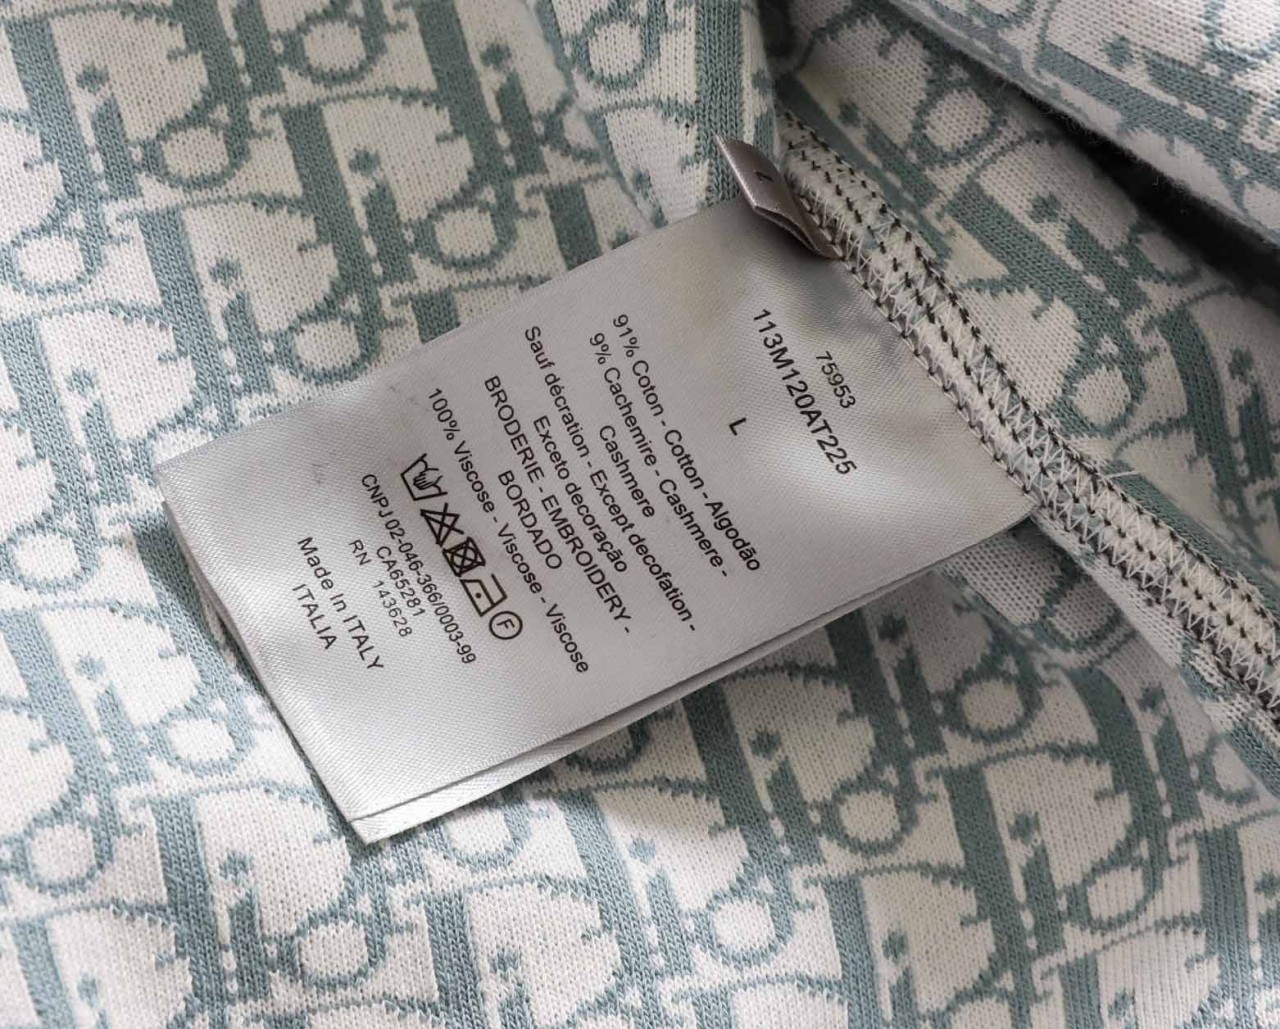 75953
113M120AT225
L
91% Coton - Cotton - Algodão
9% Cachemire - Cashmere -
Cashmere
Sauf décration - Except decofation -
Exceto decoração
BRODERIE - EMBROIDERY -
BORDADO
100% Viscose - Viscose - Viscose
F
CNPJ 02-046-366/0003-99
CA65281
RN 143628
Made In ITALY
ITALIA